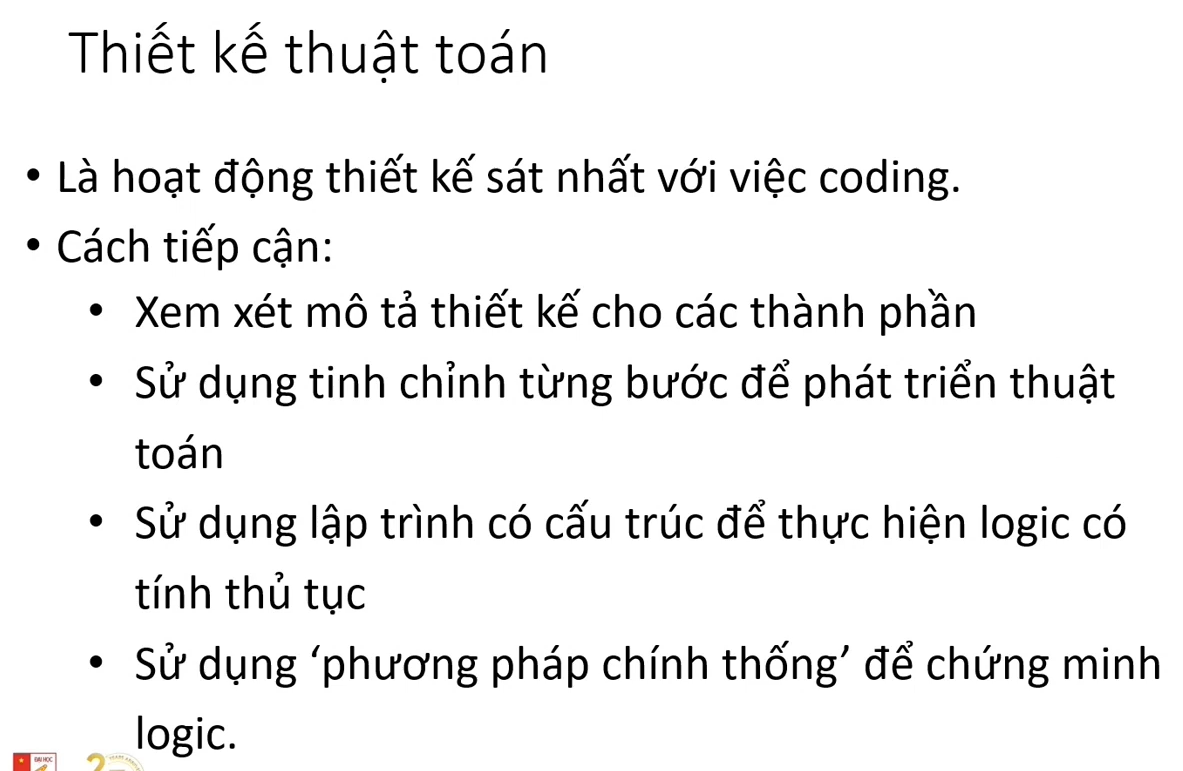 Thiết kế thuật toán
• Là hoạt động thiết kế sát nhất với việc coding.
• Cách tiếp cận:
• Xem xét mô tả thiết kế cho các thành phần
• Sử dụng tinh chỉnh từng bước để phát triển thuật
toán
• Sử dụng lập trình có cấu trúc để thực hiện logic có
tính thủ tục
• Sử dụng ‘phương pháp chính thống’ để chứng minh
logic.
ĐẠI HỌC